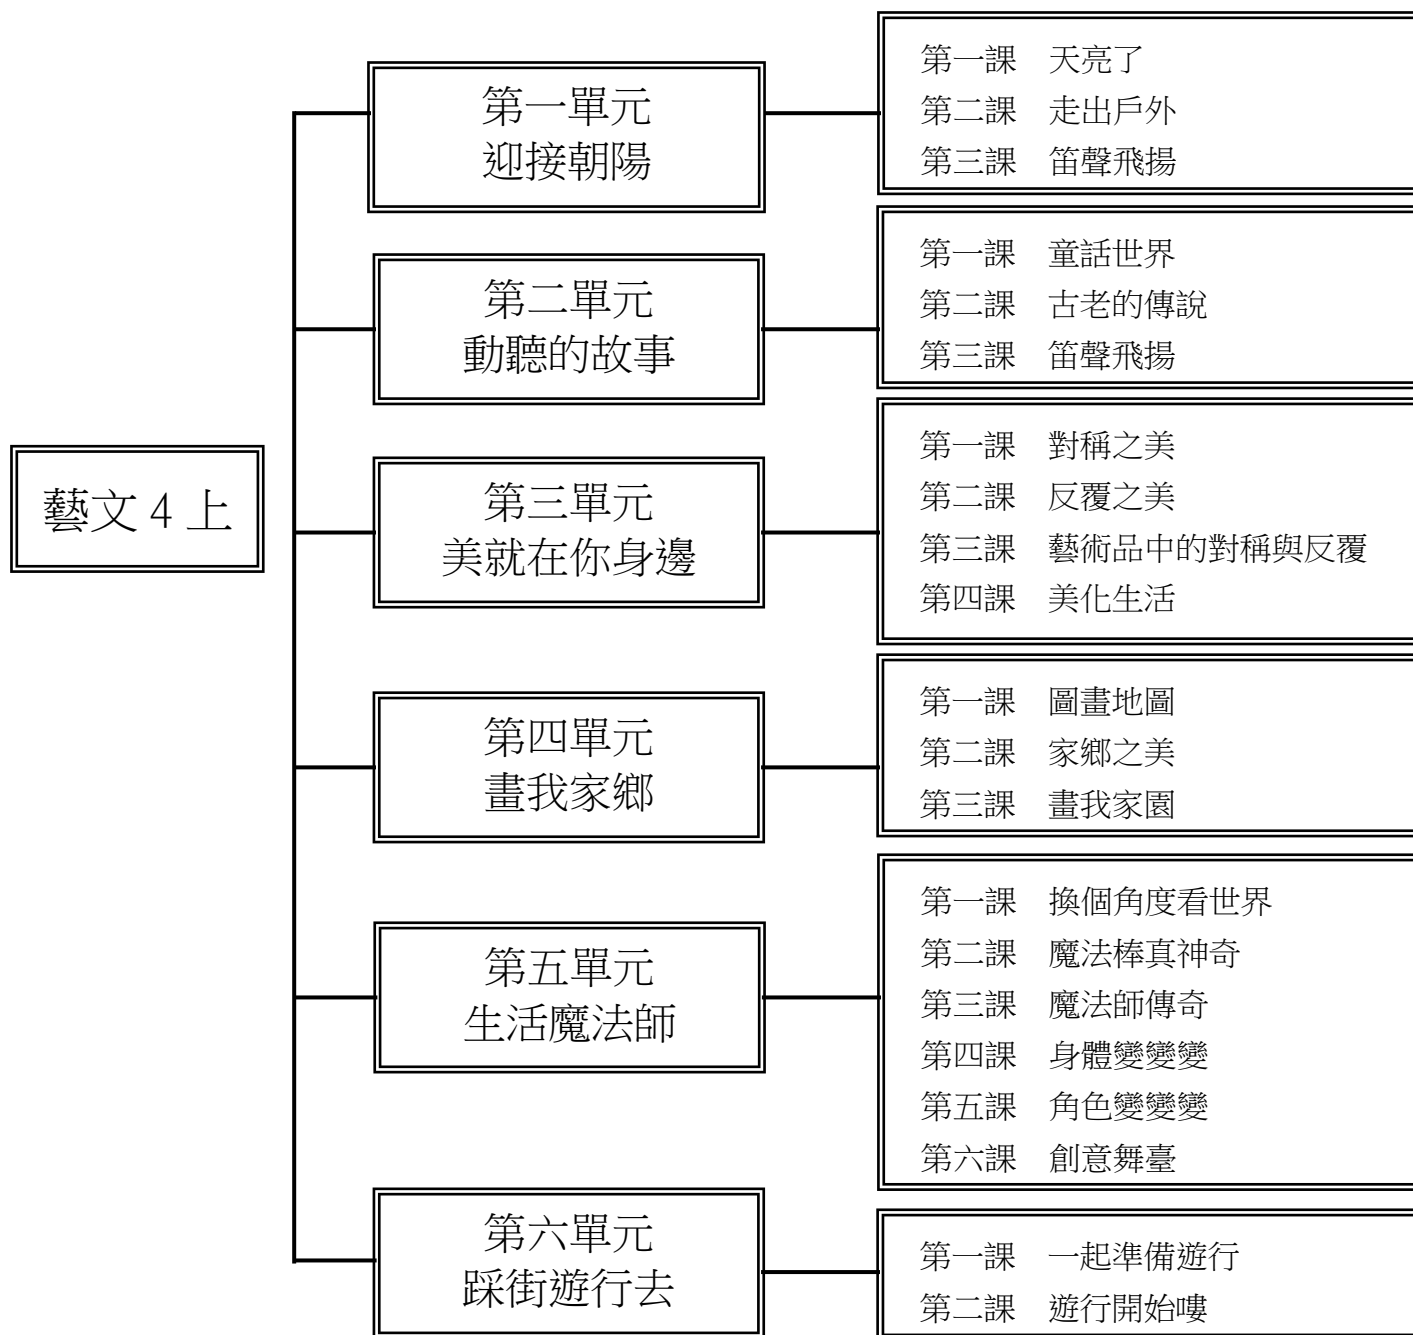 藝文 4 上
第一單元
迎接朝陽
第一課　天亮了
第二課　走出戶外
第三課　笛聲飛揚
第二單元
動聽的故事
第一課　童話世界
第二課　古老的傳說
第三課　笛聲飛揚
第三單元
美就在你身邊
第一課　對稱之美
第二課　反覆之美
第三課　藝術品中的對稱與反覆
第四課　美化生活
第四單元
畫我家鄉
第一課　圖畫地圖
第二課　家鄉之美
第三課　畫我家園
第五單元
生活魔法師
第一課　換個角度看世界
第二課　魔法棒真神奇
第三課　魔法師傳奇
第四課　身體變變變
第五課　角色變變變
第六課　創意舞臺
第六單元
踩街遊行去
第一課　一起準備遊行
第二課　遊行開始嘍